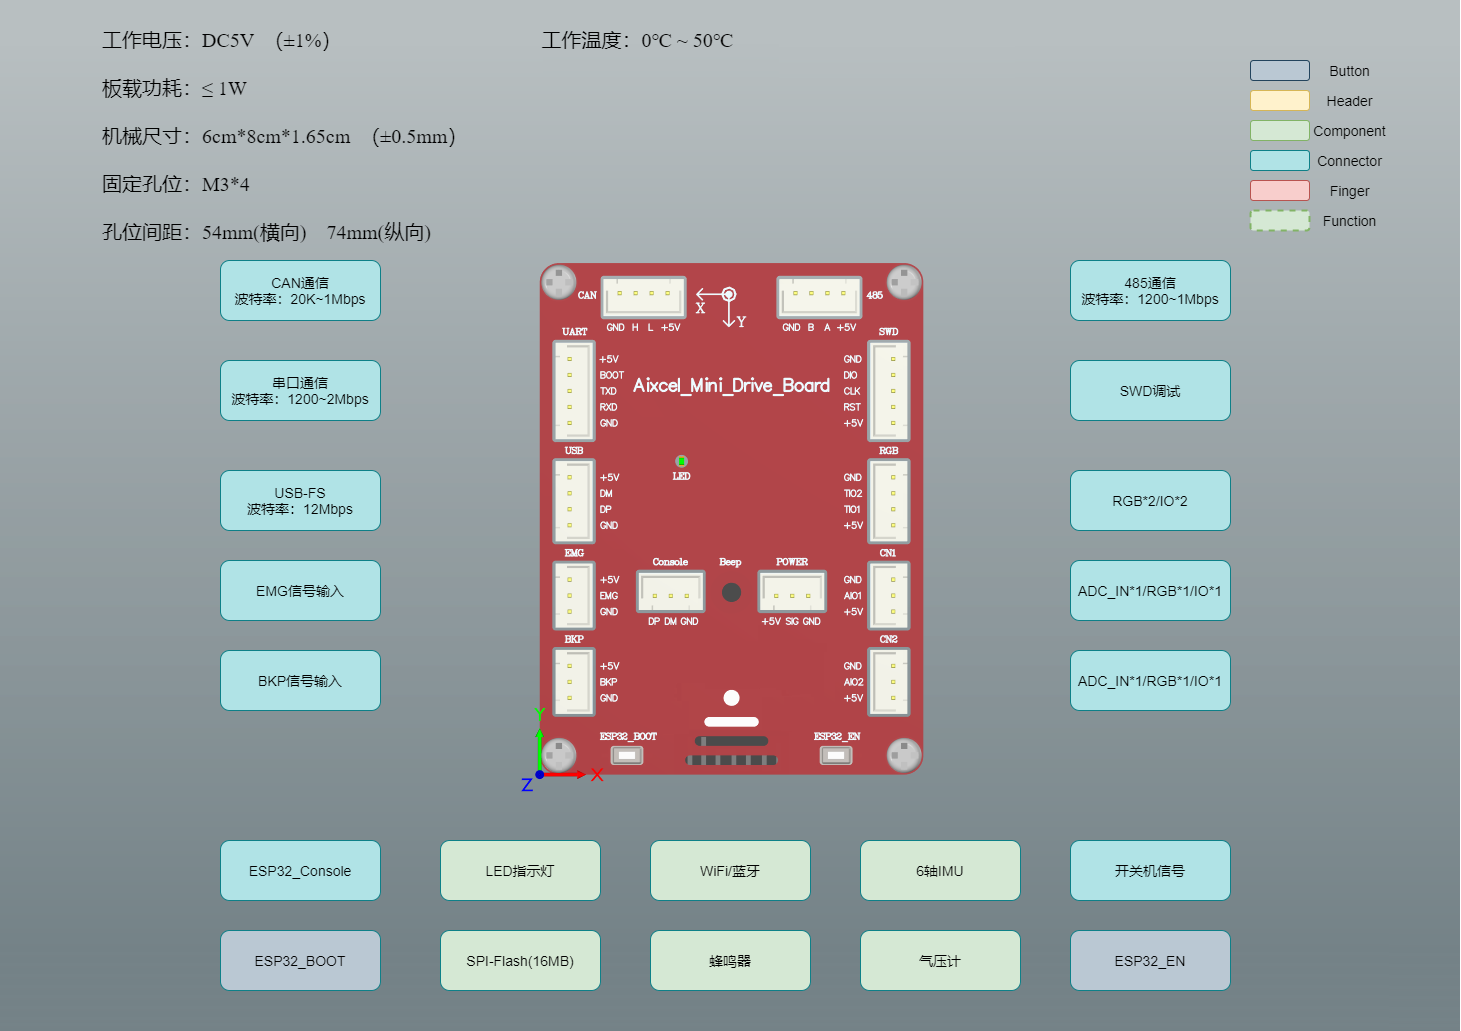 工作电压：DC5V （±1%）
工作温度：0℃ ~ 50℃
板载功耗：≤ 1W
机械尺寸：6cm*8cm*1.65cm （±0.5mm）
固定孔位：M3*4
孔位间距：54mm(横向) 74mm(纵向)
Button
Header
Component
Connector
Finger
Function
CAN通信
波特率：20K~1Mbps
串口通信
波特率：1200~2Mbps
USB-FS
波特率：12Mbps
EMG信号输入
BKP信号输入
CAN
GND H L +5V
X
Y
485
GND B A +5V
UART
+5V
BOOT
TXD
RXD
GND
SWD
GND
DIO
CLK
RST
+5V
Aixcel_Mini_Drive_Board
LED
USB
+5V
DM
DP
GND
RGB
GND
TIO2
TIO1
+5V
EMG
+5V
EMG
GND
Console
DP DM GND
Beep
POWER
+5V SIG GND
CN1
GND
AIO1
+5V
BKP
+5V
BKP
GND
CN2
GND
AIO2
+5V
ESP32_BOOT
ESP32_EN
Y
X
Z
485通信
波特率：1200~1Mbps
SWD调试
RGB*2/IO*2
ADC_IN*1/RGB*1/IO*1
ADC_IN*1/RGB*1/IO*1
ESP32_Console
LED指示灯
WiFi/蓝牙
6轴IMU
开关机信号
ESP32_BOOT
SPI-Flash(16MB)
蜂鸣器
气压计
ESP32_EN